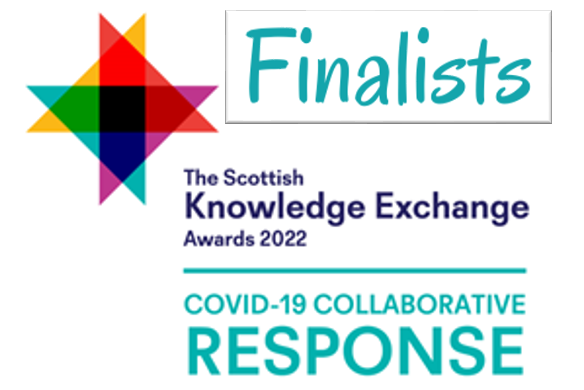 Finalists
The Scottish
Knowledge Exchange
Awards 2022
COVID-19 COLLABORATIVE
RESPONSE